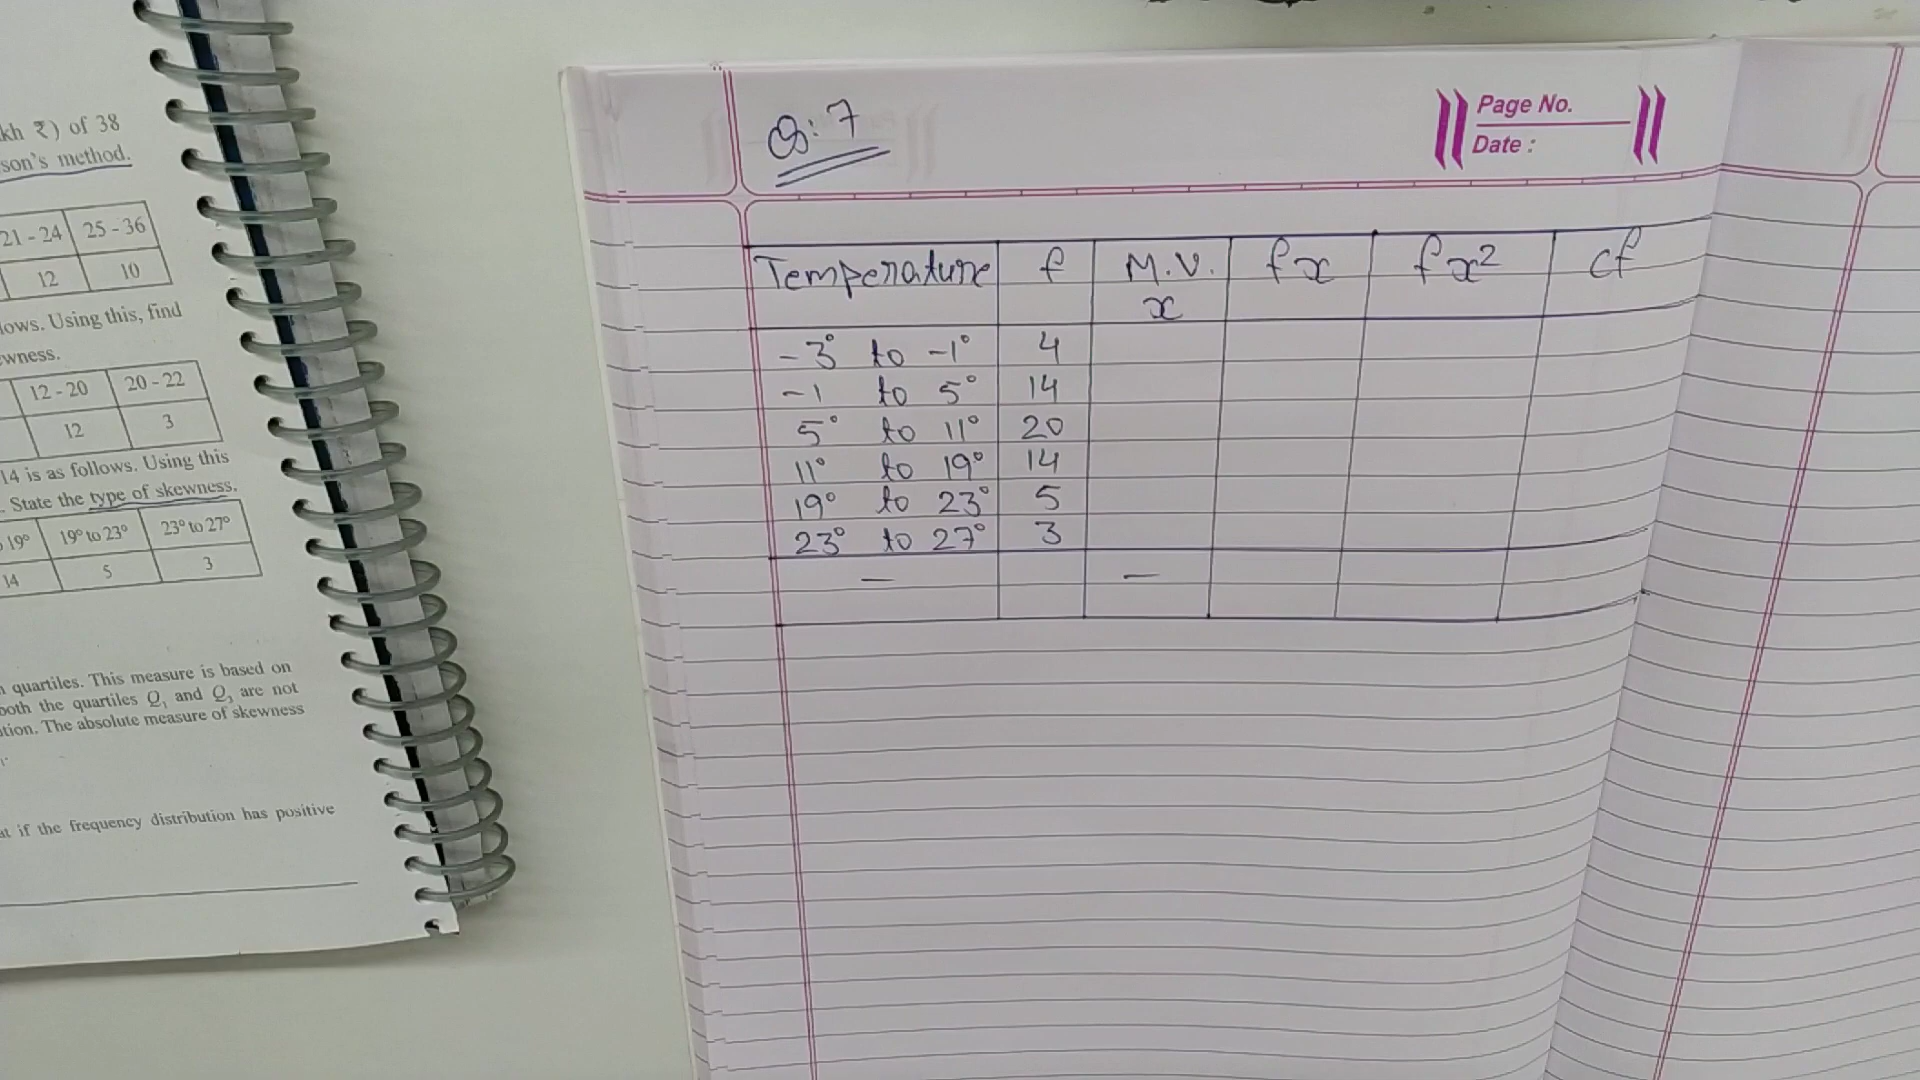 kh ₹) of 38
son's method.
21 - 24 25 - 36
12 10
lows. Using this, find
wness.
12 - 20 20 - 22
12 3
14 is as follows. Using this
. State the type of skewness.
19° 19° to 23° 23° to 27°
14 5 3
quartiles. This measure is based on
both the quartiles Q₁ and Q₃ are not
tion. The absolute measure of skewness
at if the frequency distribution has positive
Q: 7
Page No.
Date :
Temperature f M.V. x fx fx² cf
-3° to -1° 4
-1 to 5° 14
5° to 11° 20
11° to 19° 14
19° to 23° 5
23° to 27° 3
— —